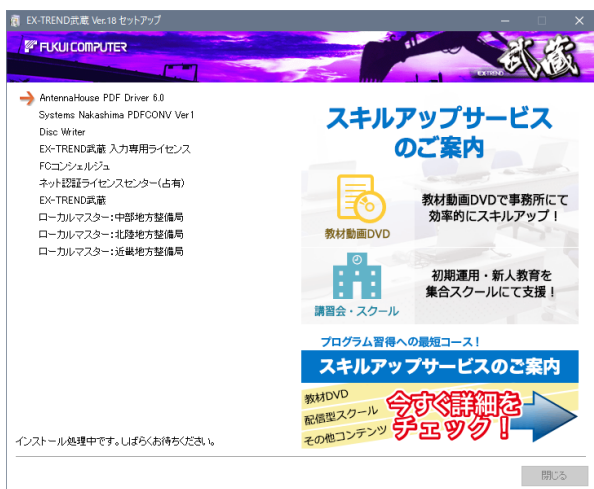 EX-TREND武蔵 Ver.18 セットアップ
FUKUI COMPUTER
EX-TREND
武蔵
AntennaHouse PDF Driver 6.0
Systems Nakashima PDFCONV Ver1
Disc Writer
EX-TREND武蔵 入力専用ライセンス
FCコンシェルジュ
ネット認証ライセンスセンター(占有)
EX-TREND武蔵
ローカルマスター:中部地方整備局
ローカルマスター:北陸地方整備局
ローカルマスター:近畿地方整備局
インストール処理中です。しばらくお待ちください。
スキルアップサービス
のご案内
教材動画DVD
教材動画DVDで事務所にて
効率的にスキルアップ!
講習会・スクール
初期運用・新人教育を
集合スクールにて支援!
プログラム習得への最短コース!
スキルアップサービスのご案内
教材DVD
配信型スクール
その他コンテンツ
今すぐ詳細を
チェック!
閉じる